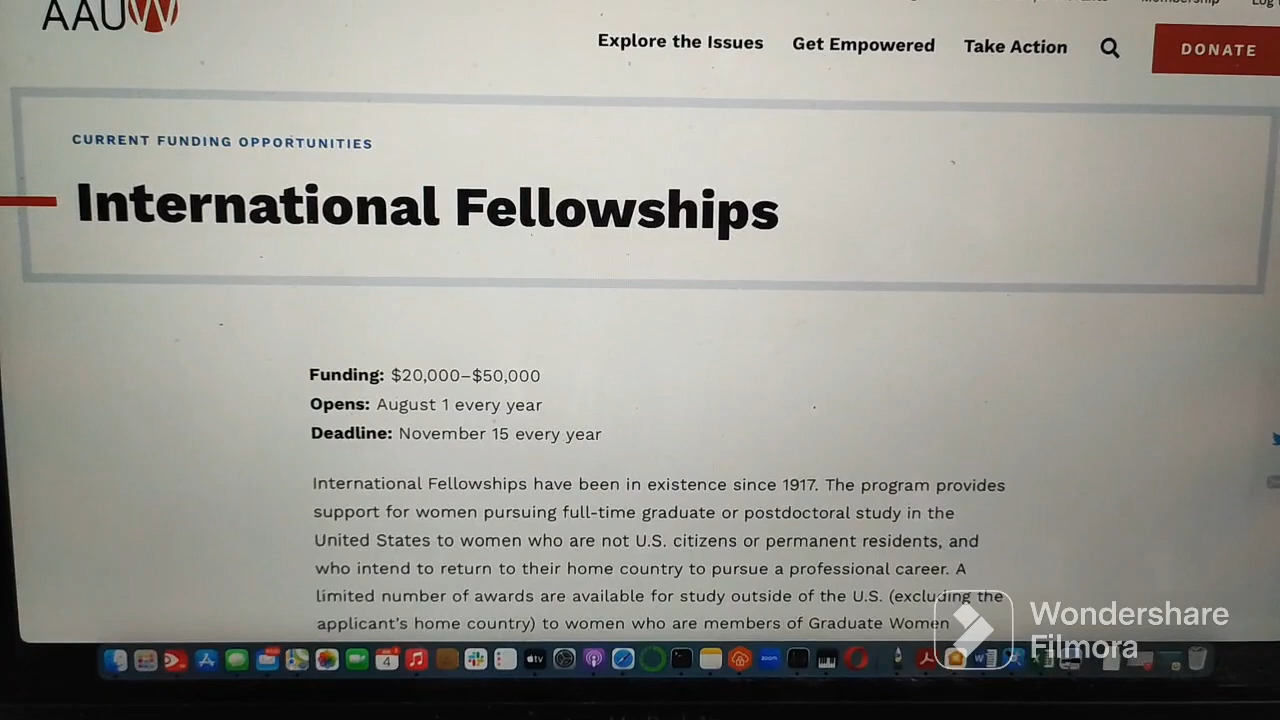 AAUW
Membership
Log
Explore the Issues
Get Empowered
Take Action
DONATE
CURRENT FUNDING OPPORTUNITIES
International Fellowships
Funding: $20,000–$50,000
Opens: August 1 every year
Deadline: November 15 every year
International Fellowships have been in existence since 1917. The program provides
support for women pursuing full-time graduate or postdoctoral study in the
United States to women who are not U.S. citizens or permanent residents, and
who intend to return to their home country to pursue a professional career. A
limited number of awards are available for study outside of the U.S. (excluding the
applicant's home country) to women who are members of Graduate Women
Wondershare
Filmora
4
tv
zoom
W